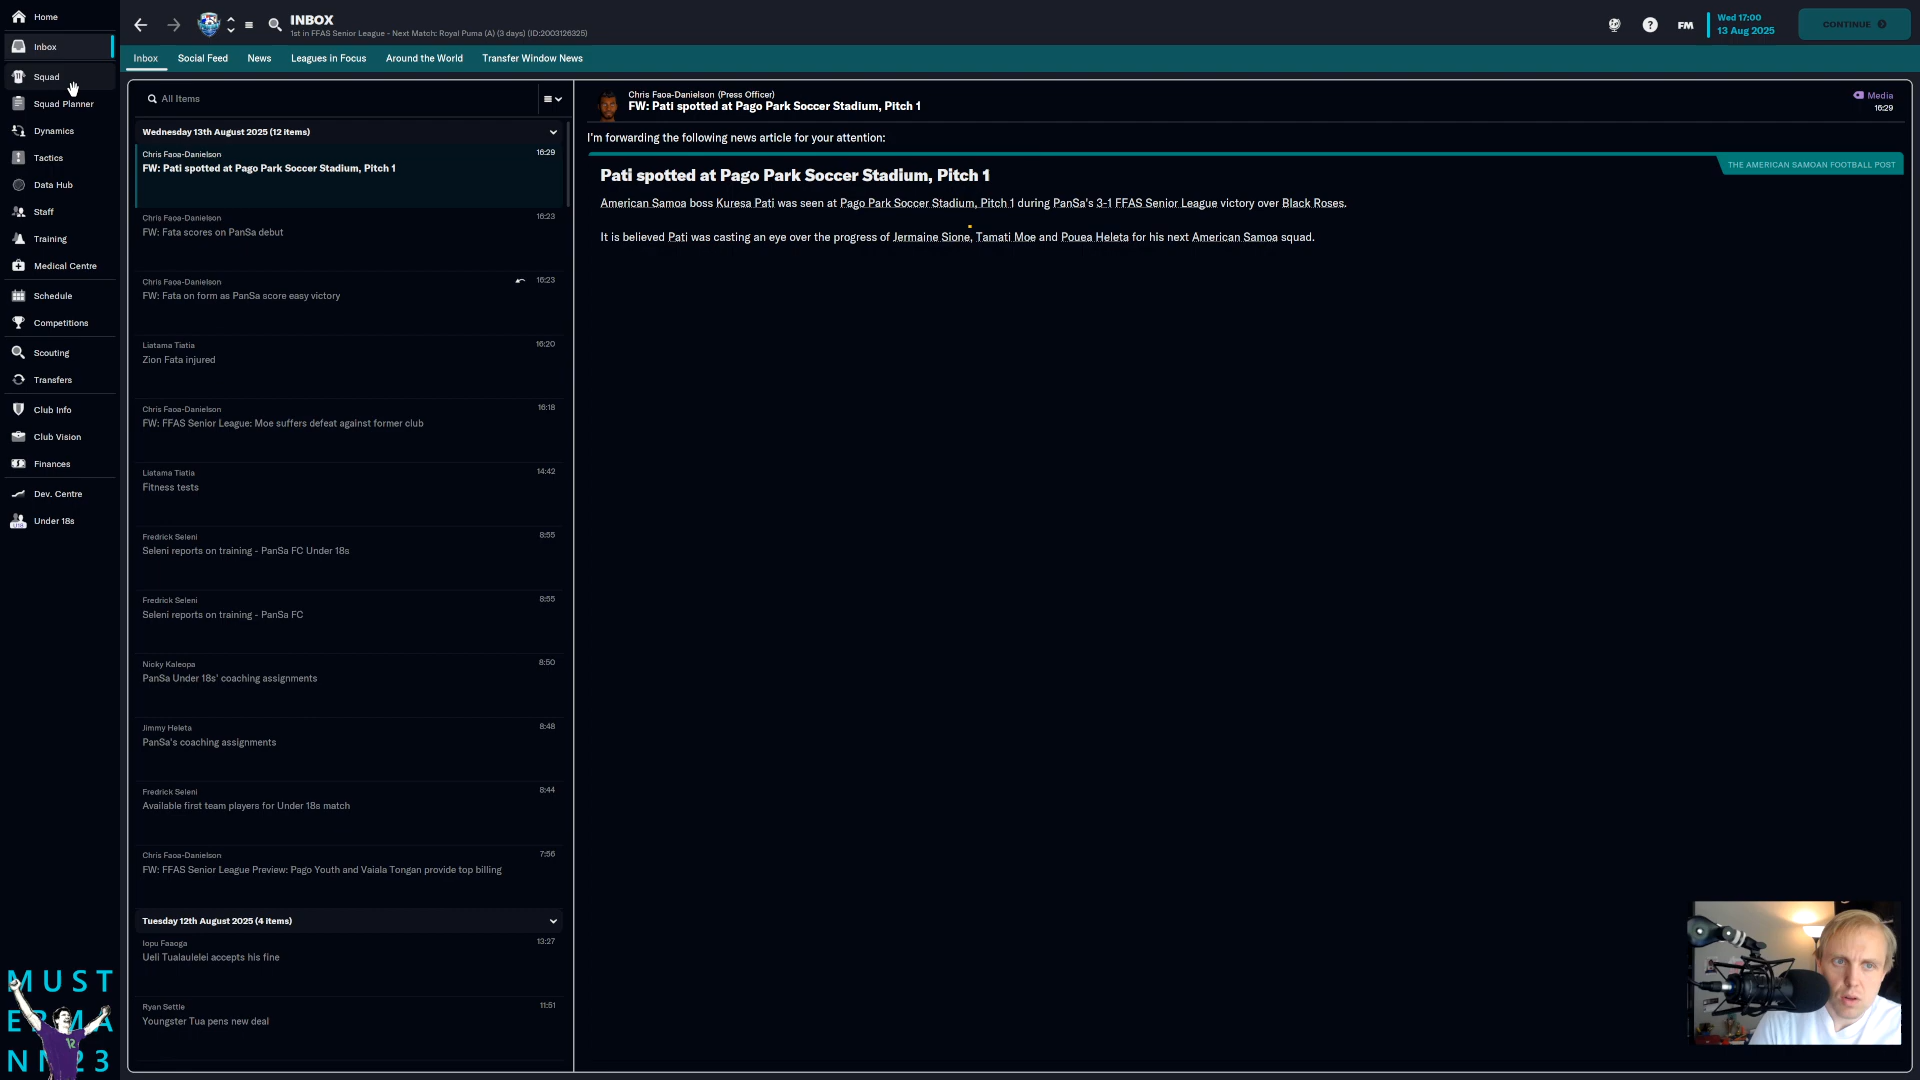 Home
Inbox
Squad
Squad Planner
Dynamics
Tactics
Data Hub
Staff
Training
Medical Centre
Schedule
Competitions
Scouting
Transfers
Club Info
Club Vision
Finances
Dev. Centre
Under 18s
MUST
ERMA
NN23
INBOX
1st in FFAS Senior League - Next Match: Royal Puma (A) (3 days) (ID:2003126325)
FM
Wed 17:00
13 Aug 2025
CONTINUE
Inbox
Social Feed
News
Leagues in Focus
Around the World
Transfer Window News
All Items
Wednesday 13th August 2025 (12 items)
Chris Faoa-Danielson 16:29
FW: Pati spotted at Pago Park Soccer Stadium, Pitch 1
Chris Faoa-Danielson 16:23
FW: Fata scores on PanSa debut
Chris Faoa-Danielson 16:23
FW: Fata on form as PanSa score easy victory
Liatama Tiatia 16:20
Zion Fata injured
Chris Faoa-Danielson 16:18
FW: FFAS Senior League: Moe suffers defeat against former club
Liatama Tiatia 14:42
Fitness tests
Fredrick Seleni 8:55
Seleni reports on training - PanSa FC Under 18s
Fredrick Seleni 8:55
Seleni reports on training - PanSa FC
Nicky Kaleopa 8:50
PanSa Under 18s' coaching assignments
Jimmy Heleta 8:48
PanSa's coaching assignments
Fredrick Seleni 8:44
Available first team players for Under 18s match
Chris Faoa-Danielson 7:56
FW: FFAS Senior League Preview: Pago Youth and Vaiala Tongan provide top billing
Tuesday 12th August 2025 (4 items)
Iopu Faaoga 13:27
Ueli Tualaulelei accepts his fine
Ryan Settle 11:51
Youngster Tua pens new deal
Chris Faoa-Danielson (Press Officer)
FW: Pati spotted at Pago Park Soccer Stadium, Pitch 1
Media
16:29
I'm forwarding the following news article for your attention:
THE AMERICAN SAMOAN FOOTBALL POST
Pati spotted at Pago Park Soccer Stadium, Pitch 1
American Samoa boss Kuresa Pati was seen at Pago Park Soccer Stadium, Pitch 1 during PanSa's 3-1 FFAS Senior League victory over Black Roses.
It is believed Pati was casting an eye over the progress of Jermaine Sione, Tamati Moe and Pouea Heleta for his next American Samoa squad.